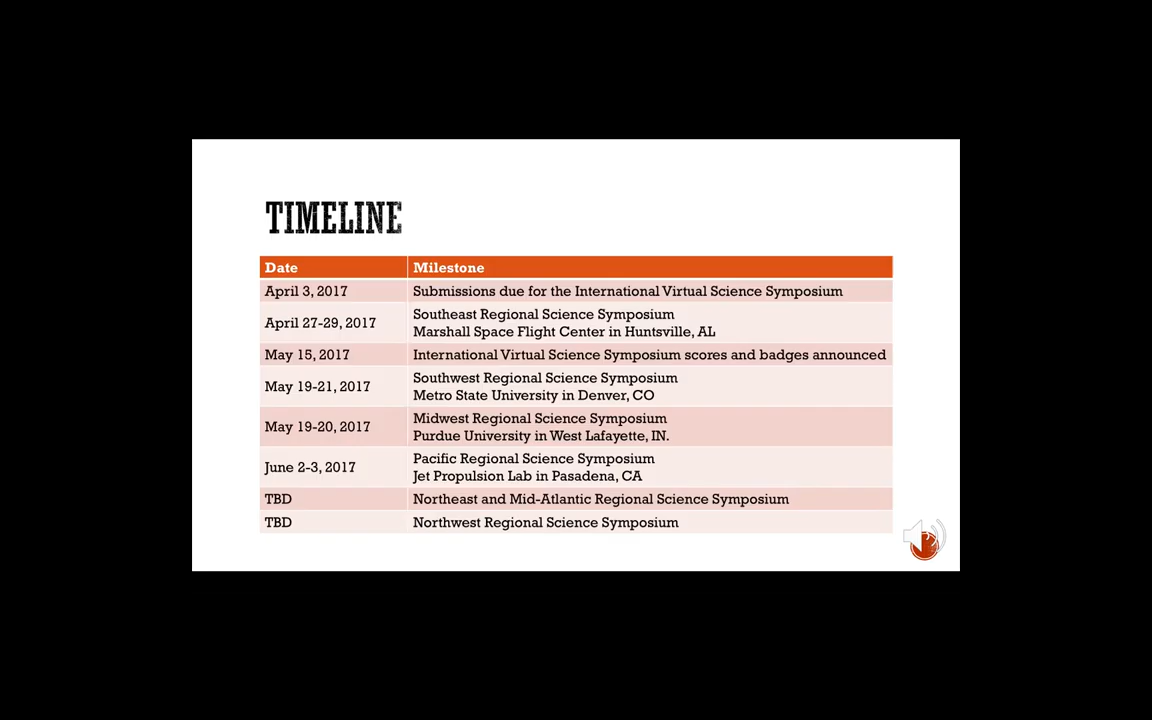 TIMELINE
Date Milestone
April 3, 2017 Submissions due for the International Virtual Science Symposium
April 27-29, 2017 Southeast Regional Science Symposium
Marshall Space Flight Center in Huntsville, AL
May 15, 2017 International Virtual Science Symposium scores and badges announced
May 19-21, 2017 Southwest Regional Science Symposium
Metro State University in Denver, CO
May 19-20, 2017 Midwest Regional Science Symposium
Purdue University in West Lafayette, IN.
June 2-3, 2017 Pacific Regional Science Symposium
Jet Propulsion Lab in Pasadena, CA
TBD Northeast and Mid-Atlantic Regional Science Symposium
TBD Northwest Regional Science Symposium